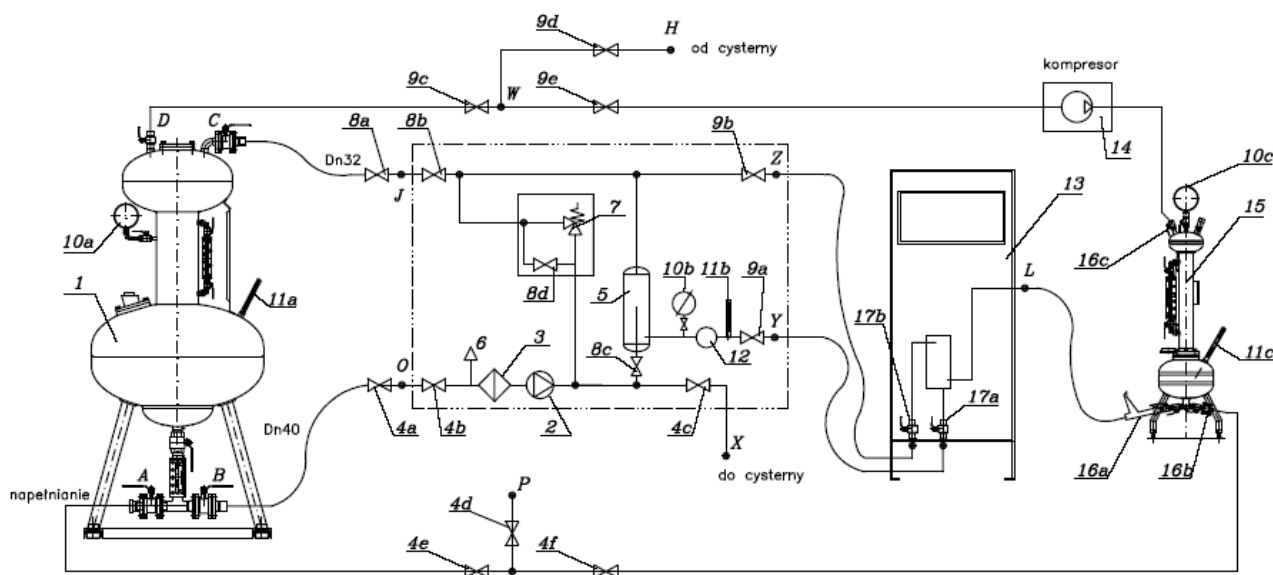 9d H od cysterny
kompresor
9c W 9e
D C 8a 8b 9b Z 14 10c
Dn32 J
7 13 15
10a 16c
1 11a 8d 5 10b 11b 9a L
6 3 O 12 Y 17b 11c
8c 17a
4a 4b 2 4c
Dn40 X
A B do cysterny 16a 16b
napełnianie
P
4d
4e 4f